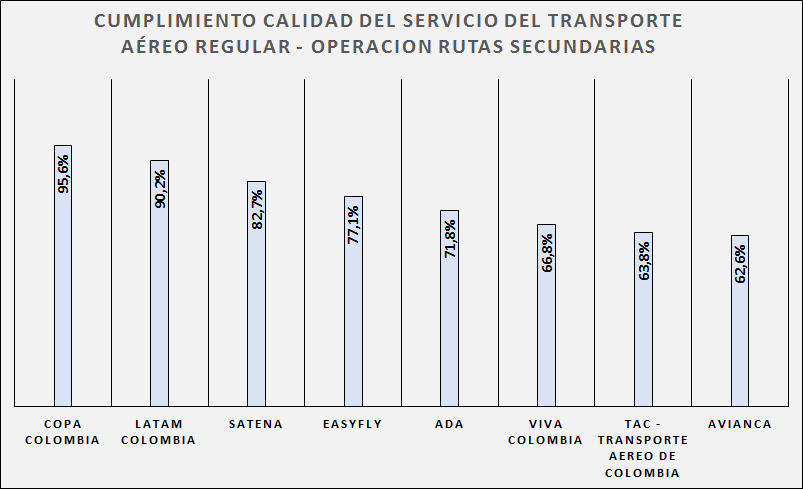 CUMPLIMIENTO CALIDAD DEL SERVICIO DEL TRANSPORTE
AÉREO REGULAR - OPERACION RUTAS SECUNDARIAS
95,6%
90,2%
82,7%
77,1%
71,8%
66,8%
63,8%
62,6%
COPA
COLOMBIA
LATAM
COLOMBIA
SATENA
EASYFLY
ADA
VIVA
COLOMBIA
TAC -
TRANSPORTE
AEREO DE
COLOMBIA
AVIANCA